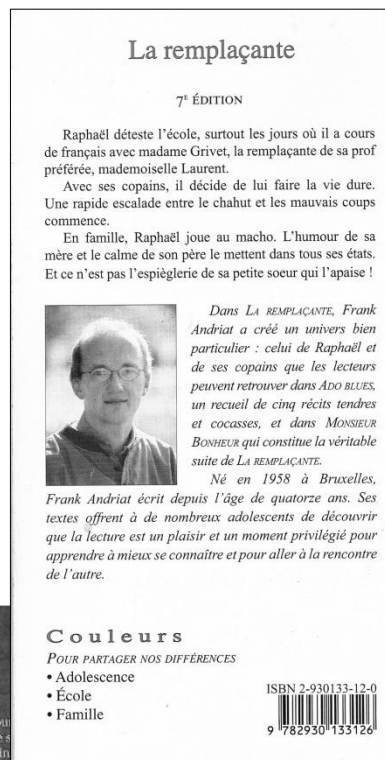 La remplaçante
7E ÉDITION
Raphaël déteste l'école, surtout les jours où il a cours
de français avec madame Grivet, la remplaçante de sa prof
préférée, mademoiselle Laurent.
Avec ses copains, il décide de lui faire la vie dure.
Une rapide escalade entre le chahut et les mauvais coups
commence.
En famille, Raphaël joue au macho. L'humour de sa
mère et le calme de son père le mettent dans tous ses états.
Et ce n'est pas l'espièglerie de sa petite soeur qui l'apaise !
Dans LA REMPLAÇANTE, Frank
Andriat a créé un univers bien
particulier : celui de Raphaël et
de ses copains que les lecteurs
peuvent retrouver dans ADO BLUES,
un recueil de cinq récits tendres
et cocasses, et dans MONSIEUR
BONHEUR qui constitue la véritable
suite de LA REMPLAÇANTE.
Né en 1958 à Bruxelles,
Frank Andriat écrit depuis l'âge de quatorze ans. Ses
textes offrent à de nombreux adolescents de découvrir
que la lecture est un plaisir et un moment privilégié pour
apprendre à mieux se connaître et pour aller à la rencontre
de l'autre.
Couleurs
POUR PARTAGER NOS DIFFÉRENCES
• Adolescence
• École
• Famille
ISBN 2-930133-12-0
9 782930 133126